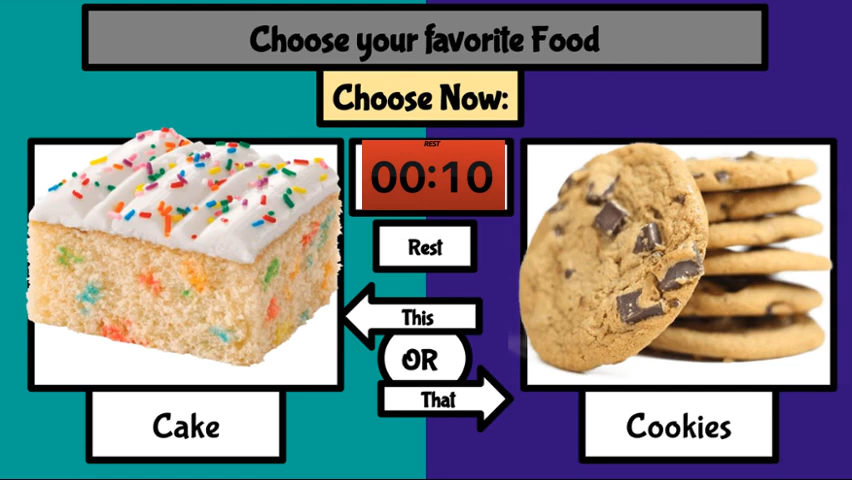 Choose your favorite Food
Choose Now:
REST
00:10
Rest
This
OR
That
Cake
Cookies